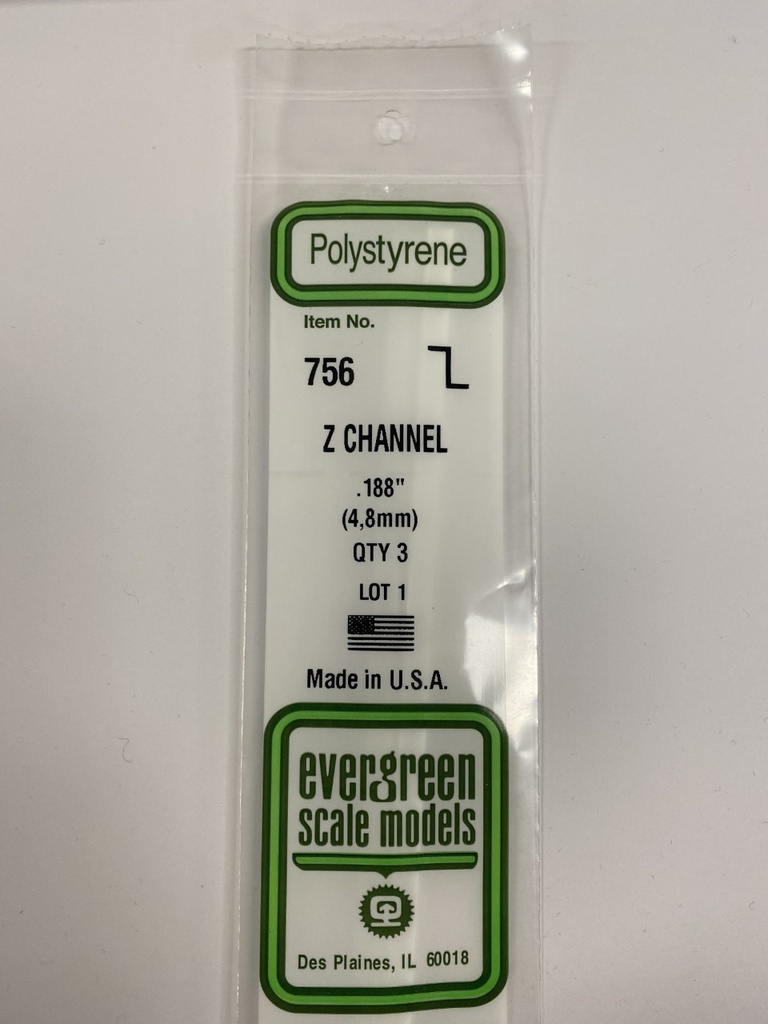 Polystyrene
Item No.
756
Z CHANNEL
.188"
(4,8mm)
QTY 3
LOT 1
Made in U.S.A.
evergreen
scale models
Des Plaines, IL 60018